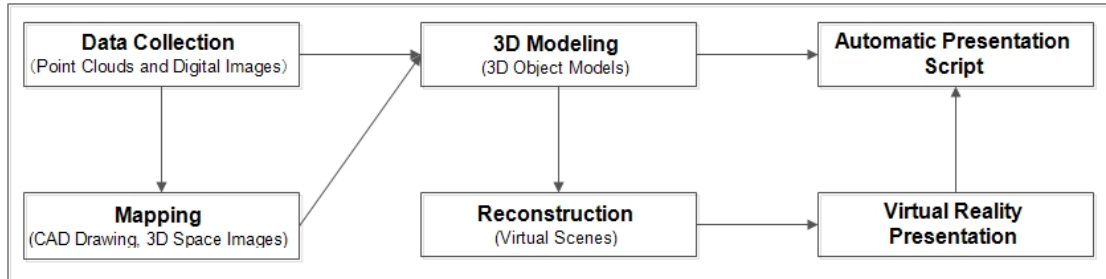 Data Collection
(Point Clouds and Digital Images)
3D Modeling
(3D Object Models)
Automatic Presentation
Script
Mapping
(CAD Drawing, 3D Space Images)
Reconstruction
(Virtual Scenes)
Virtual Reality
Presentation